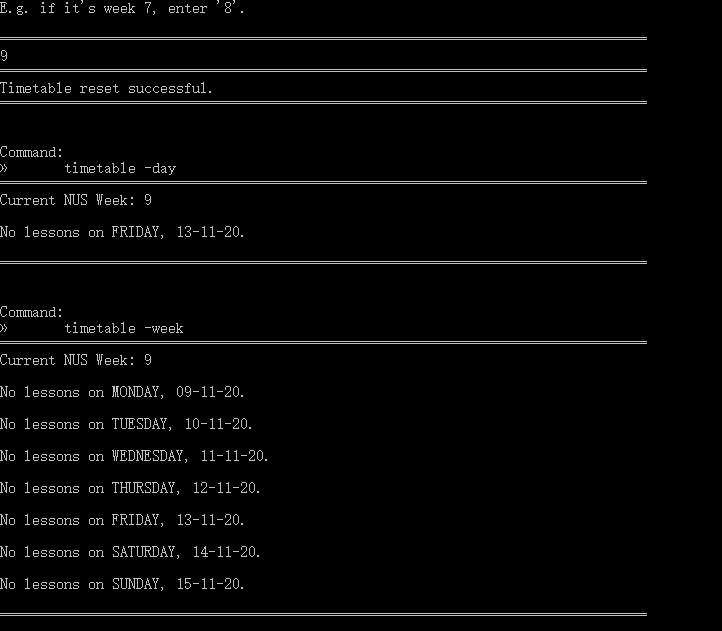 E.g. if it's week 7, enter '8'.
9
Timetable reset successful.
Command:
» timetable -day
Current NUS Week: 9
No lessons on FRIDAY, 13-11-20.
Command:
» timetable -week
Current NUS Week: 9
No lessons on MONDAY, 09-11-20.
No lessons on TUESDAY, 10-11-20.
No lessons on WEDNESDAY, 11-11-20.
No lessons on THURSDAY, 12-11-20.
No lessons on FRIDAY, 13-11-20.
No lessons on SATURDAY, 14-11-20.
No lessons on SUNDAY, 15-11-20.